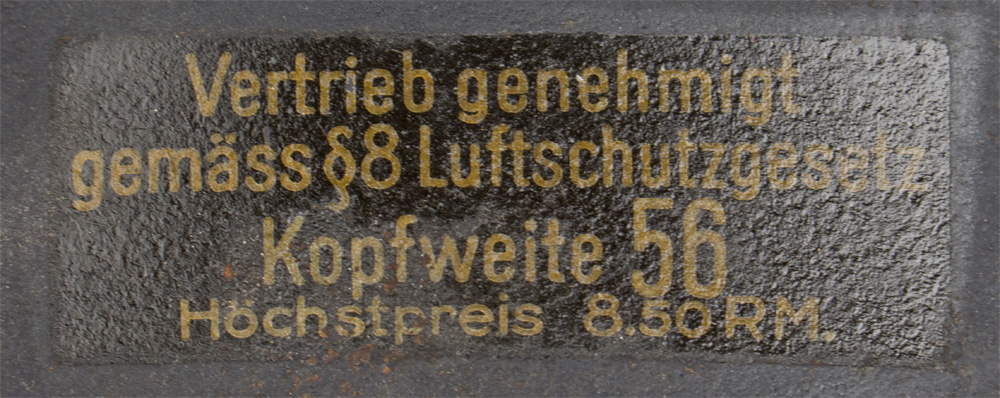 Vertrieb genehmigt
gemäss §8 Luftschutzgesetz
Kopfweite 56
Höchstpreis 8.50 RM.